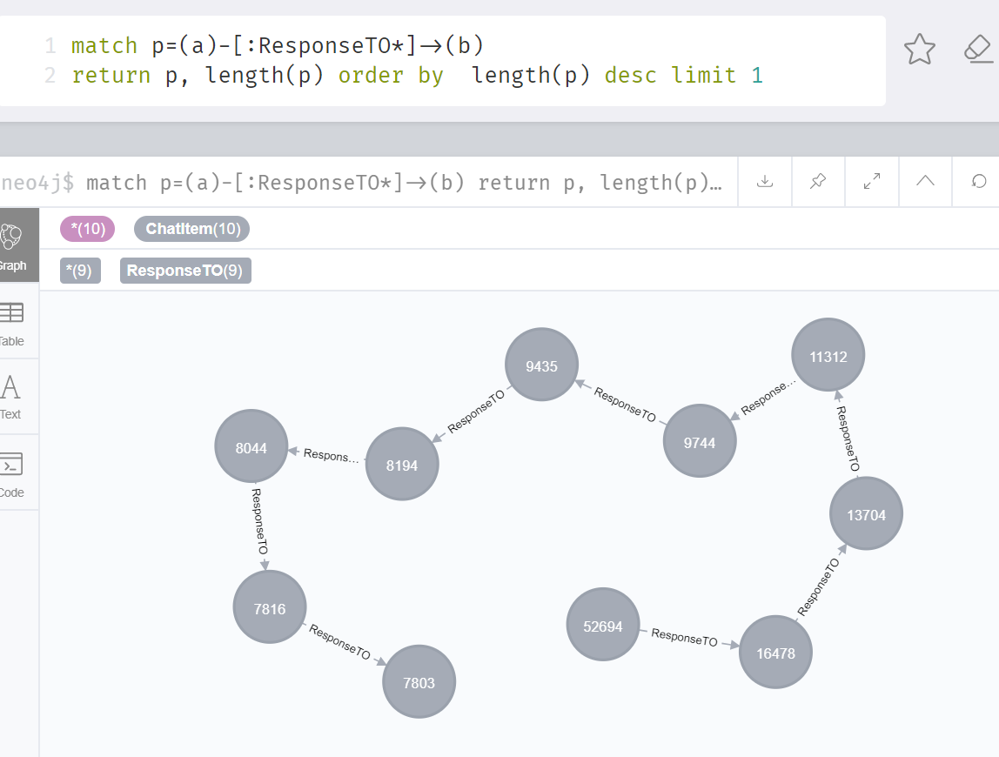 1 match p=(a)-[:ResponseTO*]->(b)
2 return p, length(p) order by length(p) desc limit 1
neo4j$ match p=(a)-[:ResponseTO*]->(b) return p, length(p)…
*(10) ChatItem(10)
Graph
*(9) ResponseTO(9)
Table
Text
Code
9435
11312
ResponseTO
ResponseTO
Response…
8044
Respons…
8194
9744
ResponseTO
ResponseTO
13704
ResponseTO
7816
52694
ResponseTO
ResponseTO
16478
7803